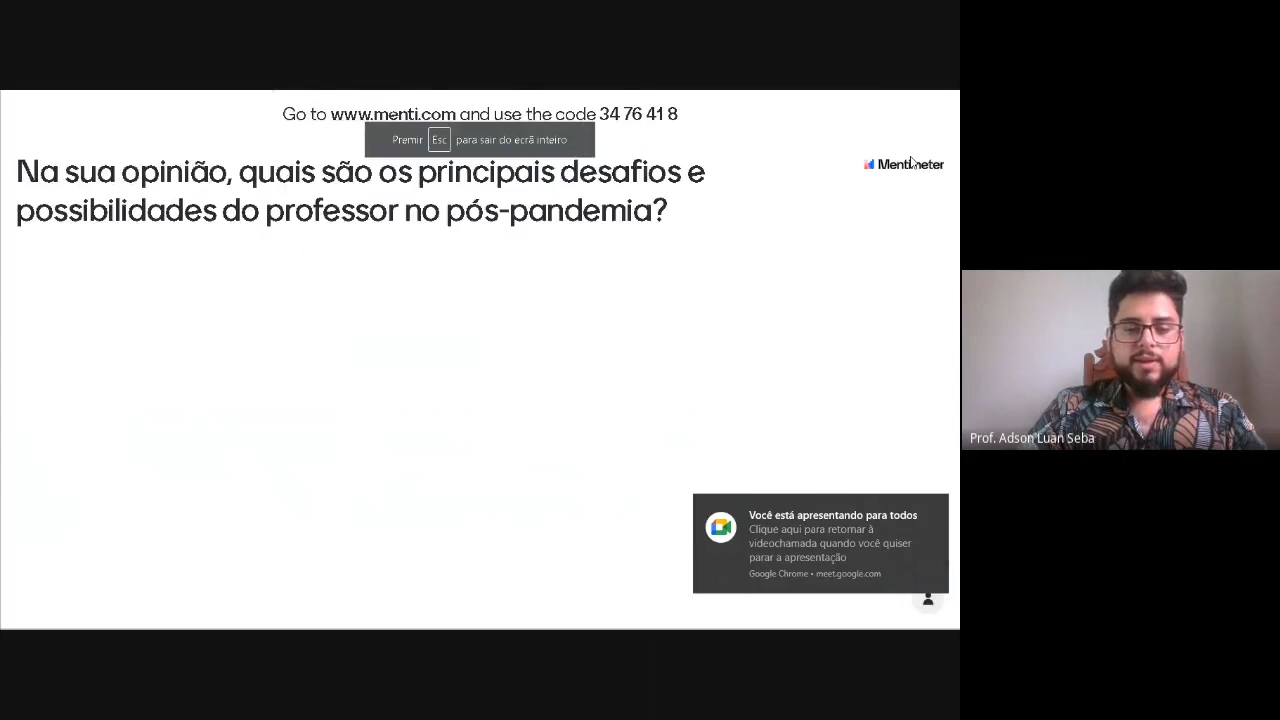 Go to www.menti.com and use the code 34 76 41 8
Premir Esc para sair do ecrã inteiro
Na sua opinião, quais são os principais desafios e
possibilidades do professor no pós-pandemia?
Mentimeter
Prof. Adson Luan Seba
Você está apresentando para todos
Clique aqui para retornar à
videochamada quando você quiser
parar a apresentação
Google Chrome • meet.google.com